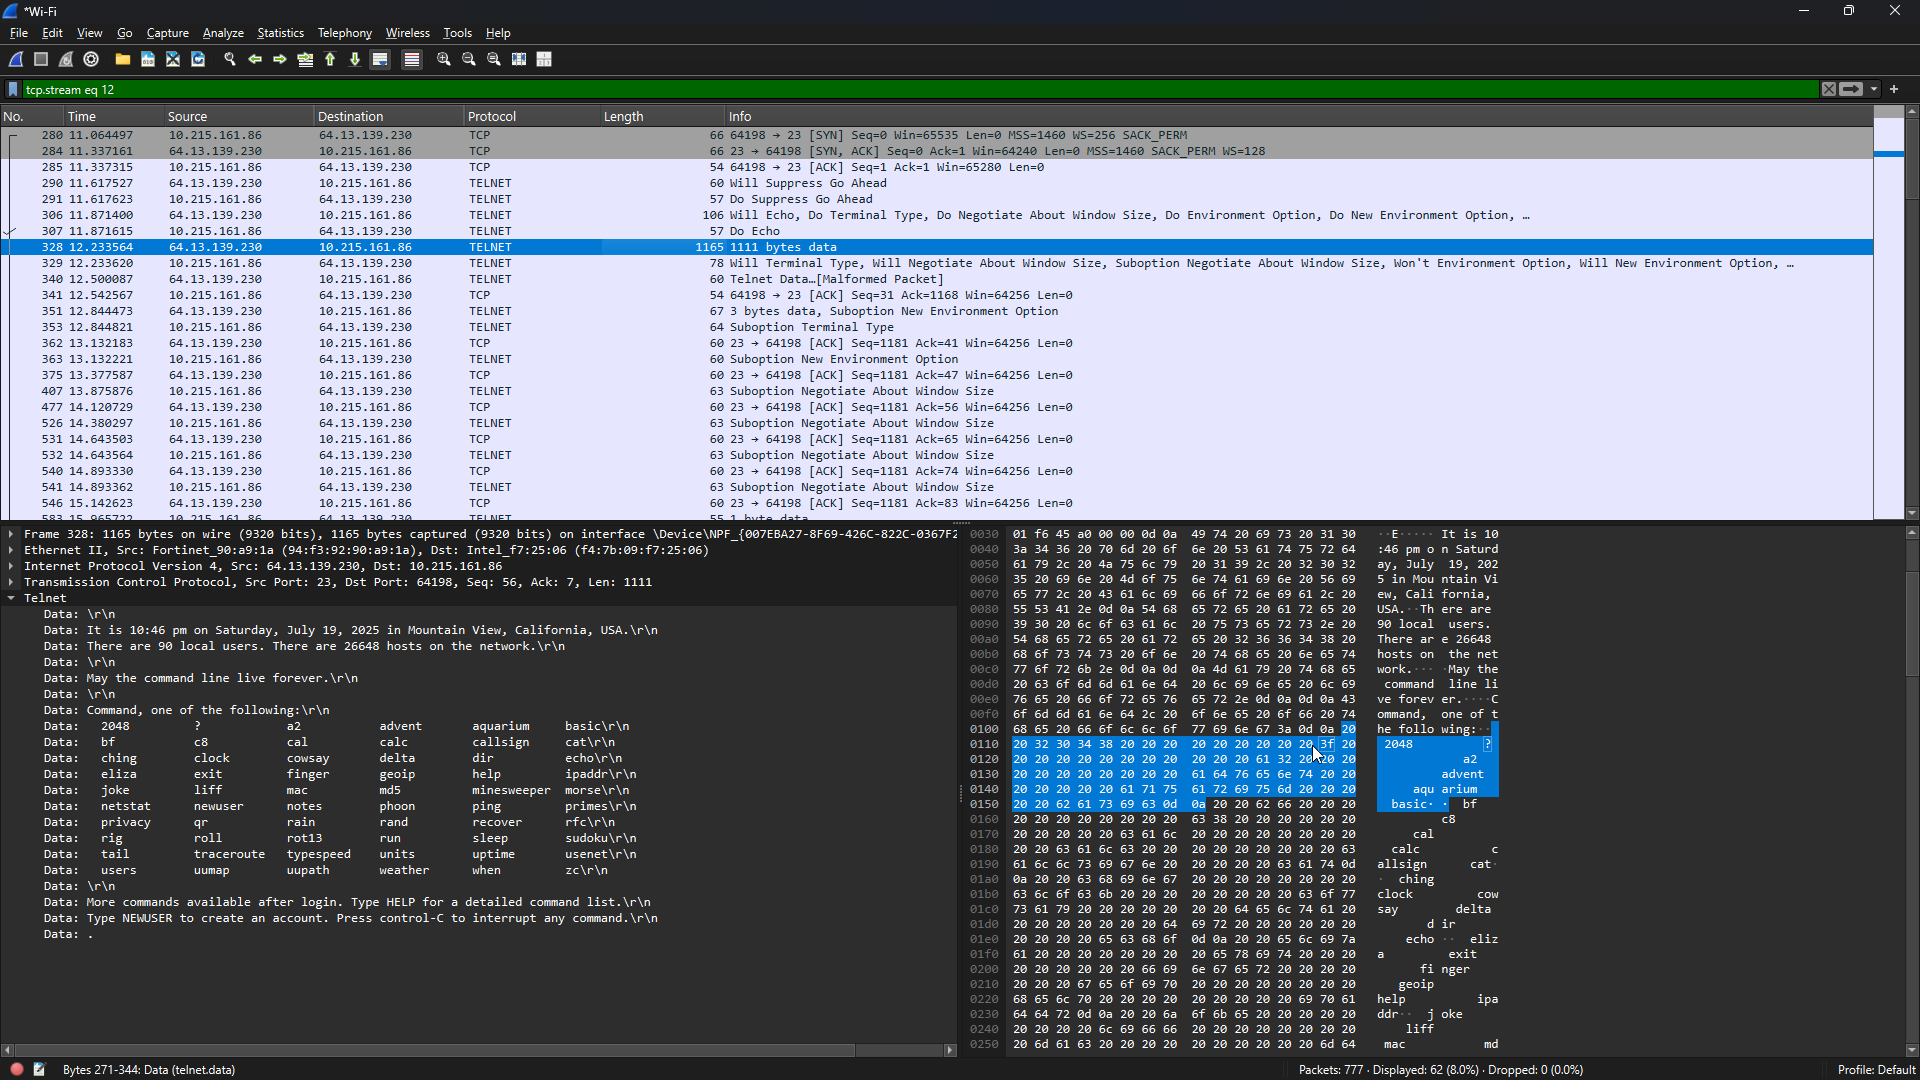 *Wi-Fi
File Edit View Go Capture Analyze Statistics Telephony Wireless Tools Help
tcp.stream eq 12
No. Time Source Destination Protocol Length Info
280 11.064497 10.215.161.86 64.13.139.230 TCP 66 64198 → 23 [SYN] Seq=0 Win=65535 Len=0 MSS=1460 WS=256 SACK_PERM
284 11.337161 64.13.139.230 10.215.161.86 TCP 66 23 → 64198 [SYN, ACK] Seq=0 Ack=1 Win=64240 Len=0 MSS=1460 SACK_PERM WS=128
285 11.337315 10.215.161.86 64.13.139.230 TCP 54 64198 → 23 [ACK] Seq=1 Ack=1 Win=65280 Len=0
290 11.617527 64.13.139.230 10.215.161.86 TELNET 60 Will Suppress Go Ahead
291 11.617623 10.215.161.86 64.13.139.230 TELNET 57 Do Suppress Go Ahead
306 11.871400 64.13.139.230 10.215.161.86 TELNET 106 Will Echo, Do Terminal Type, Do Negotiate About Window Size, Do Environment Option, Do New Environment Option, …
307 11.871615 10.215.161.86 64.13.139.230 TELNET 57 Do Echo
328 12.233564 64.13.139.230 10.215.161.86 TELNET 1165 1111 bytes data
329 12.233620 10.215.161.86 64.13.139.230 TELNET 78 Will Terminal Type, Will Negotiate About Window Size, Suboption Negotiate About Window Size, Won't Environment Option, Will New Environment Option, …
340 12.500087 64.13.139.230 10.215.161.86 TELNET 60 Telnet Data…[Malformed Packet]
341 12.542567 10.215.161.86 64.13.139.230 TCP 54 64198 → 23 [ACK] Seq=31 Ack=1168 Win=64256 Len=0
351 12.844473 64.13.139.230 10.215.161.86 TELNET 67 3 bytes data, Suboption New Environment Option
353 12.844821 10.215.161.86 64.13.139.230 TELNET 64 Suboption Terminal Type
362 13.132183 64.13.139.230 10.215.161.86 TCP 60 23 → 64198 [ACK] Seq=1181 Ack=41 Win=64256 Len=0
363 13.132221 10.215.161.86 64.13.139.230 TELNET 60 Suboption New Environment Option
375 13.377587 64.13.139.230 10.215.161.86 TCP 60 23 → 64198 [ACK] Seq=1181 Ack=47 Win=64256 Len=0
407 13.875876 10.215.161.86 64.13.139.230 TELNET 63 Suboption Negotiate About Window Size
477 14.120729 64.13.139.230 10.215.161.86 TCP 60 23 → 64198 [ACK] Seq=1181 Ack=56 Win=64256 Len=0
526 14.380297 10.215.161.86 64.13.139.230 TELNET 63 Suboption Negotiate About Window Size
531 14.643503 64.13.139.230 10.215.161.86 TCP 60 23 → 64198 [ACK] Seq=1181 Ack=65 Win=64256 Len=0
532 14.643564 10.215.161.86 64.13.139.230 TELNET 63 Suboption Negotiate About Window Size
540 14.893330 64.13.139.230 10.215.161.86 TCP 60 23 → 64198 [ACK] Seq=1181 Ack=74 Win=64256 Len=0
541 14.893362 10.215.161.86 64.13.139.230 TELNET 63 Suboption Negotiate About Window Size
546 15.142623 64.13.139.230 10.215.161.86 TCP 60 23 → 64198 [ACK] Seq=1181 Ack=83 Win=64256 Len=0
583 15.965722 10.215.161.86 64.13.139.230 TELNET 55 1 byte data
Frame 328: 1165 bytes on wire (9320 bits), 1165 bytes captured (9320 bits) on interface \Device\NPF_{007EBA27-8F69-426C-822C-0367F2
Ethernet II, Src: Fortinet_90:a9:1a (94:f3:92:90:a9:1a), Dst: Intel_f7:25:06 (f4:7b:09:f7:25:06)
Internet Protocol Version 4, Src: 64.13.139.230, Dst: 10.215.161.86
Transmission Control Protocol, Src Port: 23, Dst Port: 64198, Seq: 56, Ack: 7, Len: 1111
Telnet
Data: \r\n
Data: It is 10:46 pm on Saturday, July 19, 2025 in Mountain View, California, USA.\r\n
Data: There are 90 local users. There are 26648 hosts on the network.\r\n
Data: \r\n
Data: May the command line live forever.\r\n
Data: \r\n
Data: Command, one of the following:\r\n
Data: 2048 ? a2 advent aquarium basic\r\n
Data: bf c8 cal calc callsign cat\r\n
Data: ching clock cowsay delta dir echo\r\n
Data: eliza exit finger geoip help ipaddr\r\n
Data: joke liff mac md5 minesweeper morse\r\n
Data: netstat newuser notes phoon ping primes\r\n
Data: privacy qr rain rand recover rfc\r\n
Data: rig roll rot13 run sleep sudoku\r\n
Data: tail traceroute typespeed units uptime usenet\r\n
Data: users uumap uupath weather when zc\r\n
Data: \r\n
Data: More commands available after login. Type HELP for a detailed command list.\r\n
Data: Type NEWUSER to create an account. Press control-C to interrupt any command.\r\n
Data: .
0030 01 f6 45 a0 00 00 0d 0a 49 74 20 69 73 20 31 30 ··E····· It is 10
0040 3a 34 36 20 70 6d 20 6f 6e 20 53 61 74 75 72 64 :46 pm o n Saturd
0050 61 79 2c 20 4a 75 6c 79 20 31 39 2c 20 32 30 32 ay, July 19, 202
0060 35 20 69 6e 20 4d 6f 75 6e 74 61 69 6e 20 56 69 5 in Mou ntain Vi
0070 65 77 2c 20 43 61 6c 69 66 6f 72 6e 69 61 2c 20 ew, Cali fornia,
0080 55 53 41 2e 0d 0a 54 68 65 72 65 20 61 72 65 20 USA.··Th ere are
0090 39 30 20 6c 6f 63 61 6c 20 75 73 65 72 73 2e 20 90 local users.
00a0 54 68 65 72 65 20 61 72 65 20 32 36 36 34 38 20 There ar e 26648
00b0 68 6f 73 74 73 20 6f 6e 20 74 68 65 20 6e 65 74 hosts on the net
00c0 77 6f 72 6b 2e 0d 0a 0d 0a 4d 61 79 20 74 68 65 work.··· ·May the
00d0 20 63 6f 6d 6d 61 6e 64 20 6c 69 6e 65 20 6c 69 command line li
00e0 76 65 20 66 6f 72 65 76 65 72 2e 0d 0a 0d 0a 43 ve forev er.····C
00f0 6f 6d 6d 61 6e 64 2c 20 6f 6e 65 20 6f 66 20 74 ommand, one of t
0100 68 65 20 66 6f 6c 6c 6f 77 69 6e 67 3a 0d 0a 20 he follo wing:··
0110 20 32 30 34 38 20 20 20 20 20 20 20 20 20 3f 20 2048 ?
0120 20 20 20 20 20 20 20 20 20 20 20 61 32 20 20 20 a2
0130 20 20 20 20 20 20 20 20 61 64 76 65 6e 74 20 20 advent
0140 20 20 20 20 61 71 75 61 72 69 75 6d 20 20 20 aqu arium
0150 20 20 62 61 73 69 63 0d 0a 20 20 62 66 20 20 20 basic· · bf
0160 20 20 20 20 20 20 20 20 63 38 20 20 20 20 20 20 c8
0170 20 20 20 20 20 63 61 6c 20 20 20 20 20 20 20 20 cal
0180 20 20 63 61 6c 63 20 20 20 20 20 20 20 20 20 63 calc c
0190 61 6c 6c 73 69 67 6e 20 20 20 20 20 63 61 74 0d allsign cat·
01a0 0a 20 20 63 68 69 6e 67 20 20 20 20 20 20 20 20 · ching
01b0 63 6c 6f 63 6b 20 20 20 20 20 20 20 20 63 6f 77 clock cow
01c0 73 61 79 20 20 20 20 20 20 20 64 65 6c 74 61 20 say delta
01d0 20 20 20 20 20 20 20 64 69 72 20 20 20 20 20 20 d ir
01e0 20 20 20 20 65 63 68 6f 0d 0a 20 20 65 6c 69 7a echo ·· eliz
01f0 61 20 20 20 20 20 20 20 20 65 78 69 74 20 20 20 a exit
0200 20 20 20 20 20 20 66 69 6e 67 65 72 20 20 20 20 fi nger
0210 20 20 20 67 65 6f 69 70 20 20 20 20 20 20 20 20 geoip
0220 68 65 6c 70 20 20 20 20 20 20 20 20 20 69 70 61 help ipa
0230 64 64 72 0d 0a 20 20 6a 6f 6b 65 20 20 20 20 20 ddr·· j oke
0240 20 20 20 20 6c 69 66 66 20 20 20 20 20 20 20 20 liff
0250 20 6d 61 63 20 20 20 20 20 20 20 20 20 20 6d 64 mac md
Bytes 271-344: Data (telnet.data)
Packets: 777 · Displayed: 62 (8.0%) · Dropped: 0 (0.0%)
Profile: Default